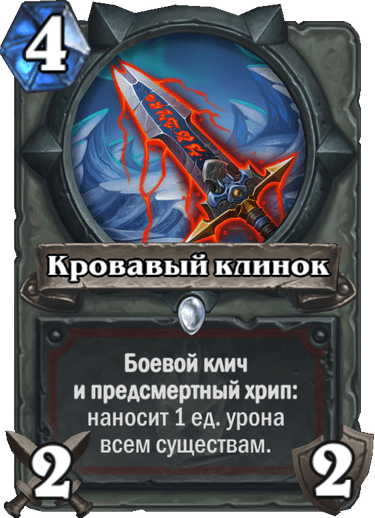 4
Кровавый клинок
Боевой клич
и предсмертный хрип:
наносит 1 ед. урона
всем существам.
2
2